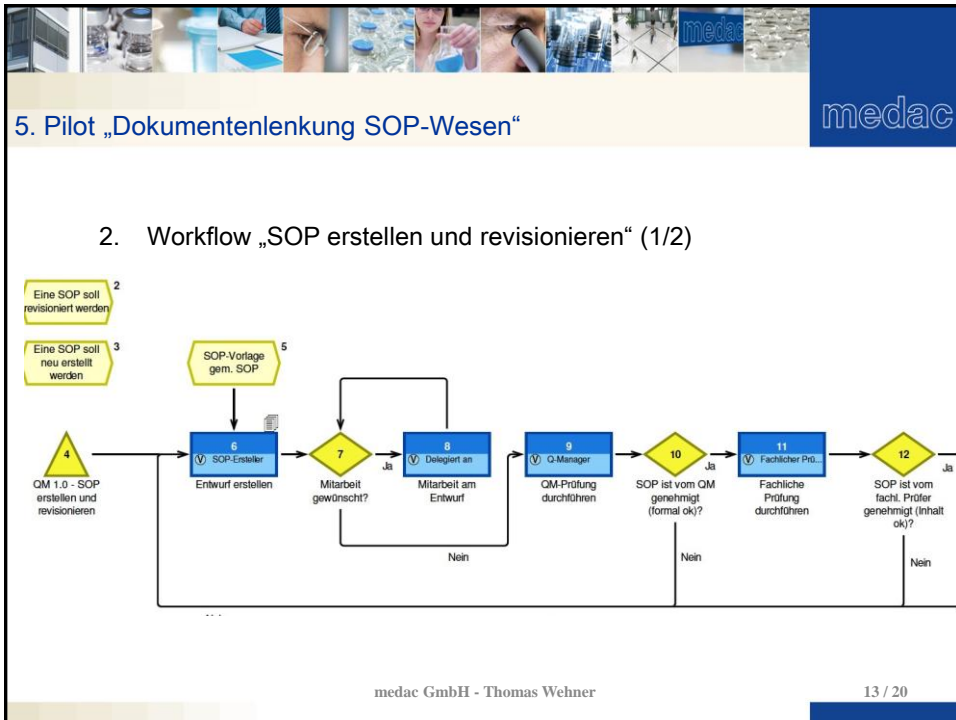 medac
medac
5. Pilot „Dokumentenlenkung SOP-Wesen“
2. Workflow „SOP erstellen und revisionieren“ (1/2)
2
Eine SOP soll
revisioniert werden
3
Eine SOP soll
neu erstellt
werden
5
SOP-Vorlage
gem. SOP
4
QM 1.0 - SOP
erstellen und
revisionieren
6
V SOP-Ersteller
Entwurf erstellen
7
Ja
Mitarbeit
gewünscht?
Nein
8
V Delegiert an
Mitarbeit am
Entwurf
9
V Q-Manager
QM-Prüfung
durchführen
10
Ja
SOP ist vom QM
genehmigt
(formal ok)?
Nein
11
V Fachlicher Prü...
Fachliche
Prüfung
durchführen
12
Ja
SOP ist vom
fachl. Prüfer
genehmigt (Inhalt
ok)?
Nein
medac GmbH - Thomas Wehner
13 / 20